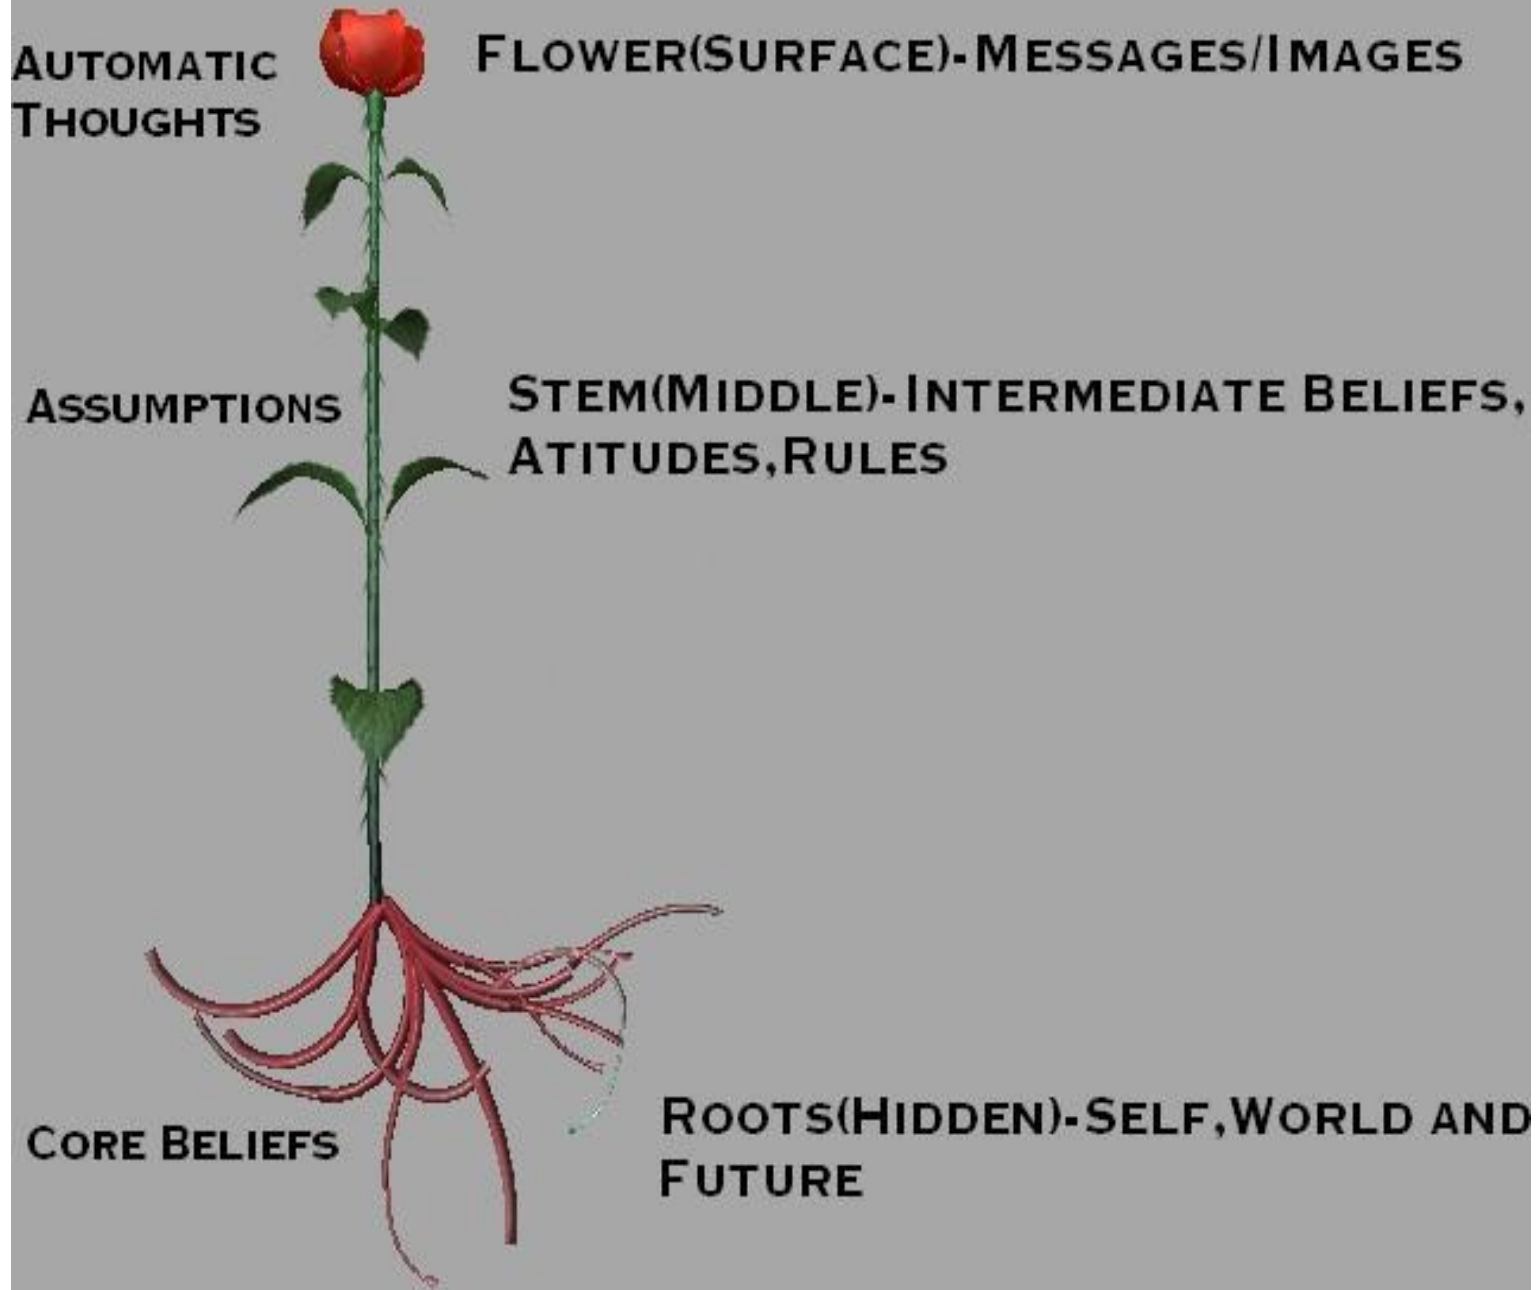 AUTOMATIC
THOUGHTS
FLOWER(SURFACE)-MESSAGES/IMAGES
ASSUMPTIONS
STEM(MIDDLE)-INTERMEDIATE BELIEFS,
ATITUDES,RULES
CORE BELIEFS
ROOTS(HIDDEN)-SELF,WORLD AND
FUTURE